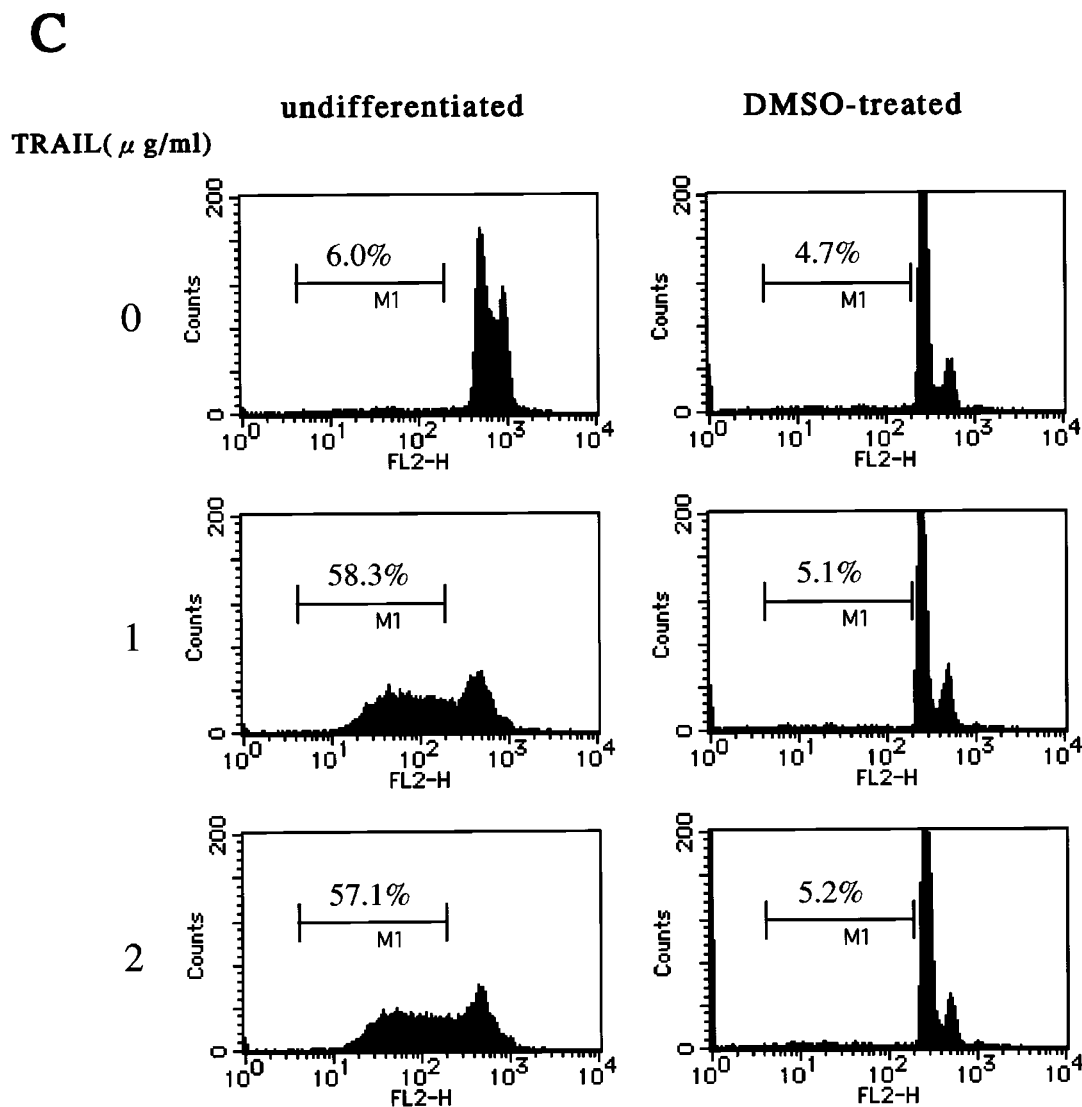 C
undifferentiated DMSO-treated
TRAIL( μ g/ml)
0
200
Counts
0
6.0%
M1
10^0 10^1 10^2 10^3 10^4
FL2-H
200
Counts
0
4.7%
M1
10^0 10^1 10^2 10^3 10^4
FL2-H
1
200
Counts
0
58.3%
M1
10^0 10^1 10^2 10^3 10^4
FL2-H
200
Counts
0
5.1%
M1
10^0 10^1 10^2 10^3 10^4
FL2-H
2
200
Counts
0
57.1%
M1
10^0 10^1 10^2 10^3 10^4
FL2-H
200
Counts
0
5.2%
M1
10^0 10^1 10^2 10^3 10^4
FL2-H